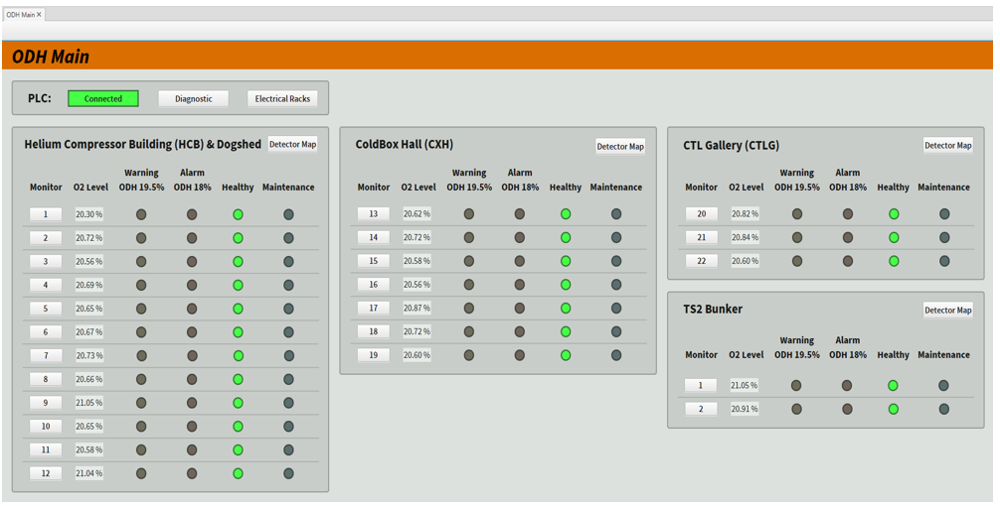 ODH Main ✕
ODH Main
PLC: Connected Diagnostic Electrical Racks
Helium Compressor Building (HCB) & Dogshed Detector Map
Warning Alarm
Monitor O2 Level ODH 19.5% ODH 18% Healthy Maintenance
1 20.30 %
2 20.72 %
3 20.56 %
4 20.69 %
5 20.65 %
6 20.67 %
7 20.73 %
8 20.66 %
9 21.05 %
10 20.65 %
11 20.58 %
12 21.04 %
ColdBox Hall (CXH) Detector Map
Warning Alarm
Monitor O2 Level ODH 19.5% ODH 18% Healthy Maintenance
13 20.62 %
14 20.72 %
15 20.58 %
16 20.56 %
17 20.87 %
18 20.72 %
19 20.60 %
CTL Gallery (CTLG) Detector Map
Warning Alarm
Monitor O2 Level ODH 19.5% ODH 18% Healthy Maintenance
20 20.82 %
21 20.84 %
22 20.60 %
TS2 Bunker Detector Map
Warning Alarm
Monitor O2 Level ODH 19.5% ODH 18% Healthy Maintenance
1 21.05 %
2 20.91 %